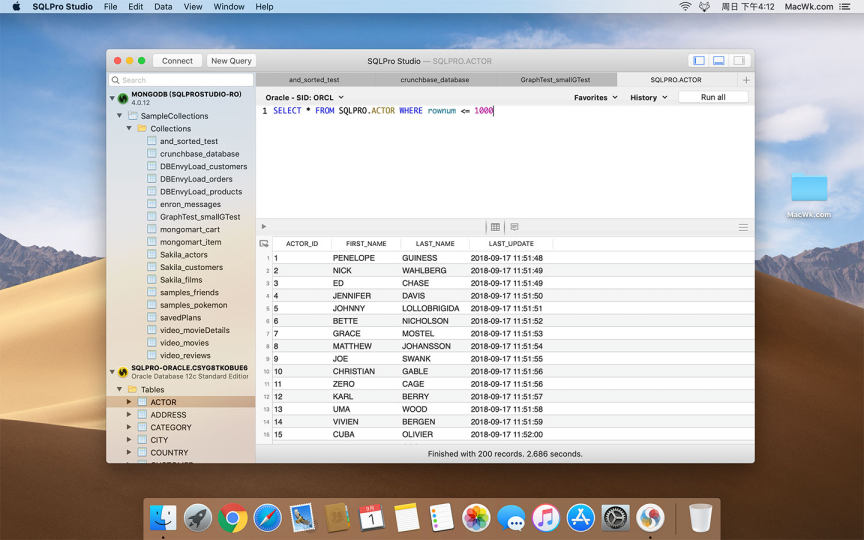 SQLPro Studio File Edit Data View Window Help 周日 下午4:12 MacWk.com
Connect New Query SQLPro Studio — SQLPRO.ACTOR
Search and_sorted_test crunchbase_database GraphTest_smallGTest SQLPRO.ACTOR
MONGODB (SQLPROSTUDIO-RO)
4.0.12
SampleCollections
Collections
and_sorted_test
crunchbase_database
DBEnvyLoad_customers
DBEnvyLoad_orders
DBEnvyLoad_products
enron_messages
GraphTest_smallGTest
mongomart_cart
mongomart_item
Sakila_actors
Sakila_customers
Sakila_films
samples_friends
samples_pokemon
savedPlans
video_movieDetails
video_movies
video_reviews
SQLPRO-ORACLE.CSYG8TKOBUE6
Oracle Database 12c Standard Edition
Tables
ACTOR
ADDRESS
CATEGORY
CITY
COUNTRY
Oracle - SID: ORCL Favorites History Run all
1 SELECT * FROM SQLPRO.ACTOR WHERE rownum <= 1000
ACTOR_ID FIRST_NAME LAST_NAME LAST_UPDATE
1 1 PENELOPE GUINESS 2018-09-17 11:51:48
2 2 NICK WAHLBERG 2018-09-17 11:51:49
3 3 ED CHASE 2018-09-17 11:51:49
4 4 JENNIFER DAVIS 2018-09-17 11:51:50
5 5 JOHNNY LOLLOBRIGIDA 2018-09-17 11:51:51
6 6 BETTE NICHOLSON 2018-09-17 11:51:52
7 7 GRACE MOSTEL 2018-09-17 11:51:53
8 8 MATTHEW JOHANSSON 2018-09-17 11:51:54
9 9 JOE SWANK 2018-09-17 11:51:55
10 10 CHRISTIAN GABLE 2018-09-17 11:51:56
11 11 ZERO CAGE 2018-09-17 11:51:56
12 12 KARL BERRY 2018-09-17 11:51:57
13 13 UMA WOOD 2018-09-17 11:51:58
14 14 VIVIEN BERGEN 2018-09-17 11:51:59
15 15 CUBA OLIVIER 2018-09-17 11:52:00
Finished with 200 records. 2.686 seconds.
MacWk.com
9月
1